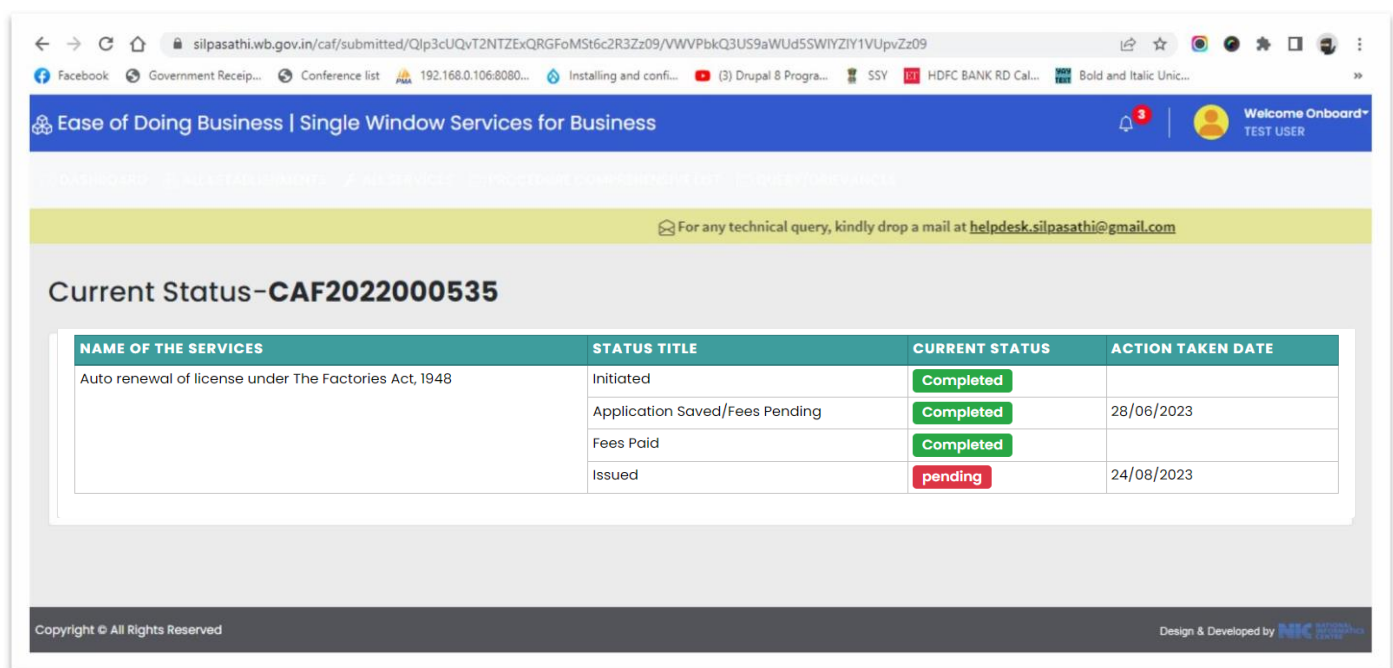 silpasathi.wb.gov.in/caf/submitted/Qlp3cUQvT2NTZExQRGFoMSt6c2R3Zz09/VWVPbkQ3US9aWUd5SWlYZlY1VUpvZz09
Facebook Government Receip... Conference list 192.168.0.106:8080... Installing and confi... (3) Drupal 8 Progra... SSY HDFC BANK RD Cal... Bold and Italic Unic... »
Ease of Doing Business | Single Window Services for Business 3 Welcome Onboard
TEST USER
For any technical query, kindly drop a mail at helpdesk.silpasathi@gmail.com
Current Status-CAF2022000535
NAME OF THE SERVICES STATUS TITLE CURRENT STATUS ACTION TAKEN DATE
Auto renewal of license under The Factories Act, 1948 Initiated Completed
Application Saved/Fees Pending Completed 28/06/2023
Fees Paid Completed
Issued pending 24/08/2023
Copyright © All Rights Reserved Design & Developed by NIC NATIONAL
INFORMATICS
CENTRE